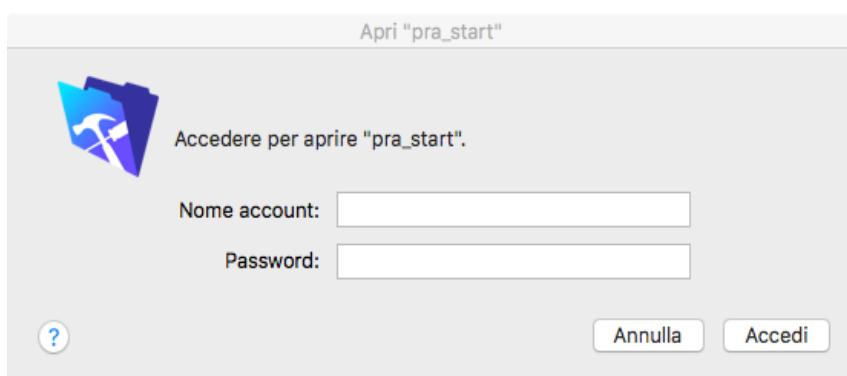 Apri "pra_start"
Accedere per aprire "pra_start".
Nome account:
Password:
?
Annulla
Accedi